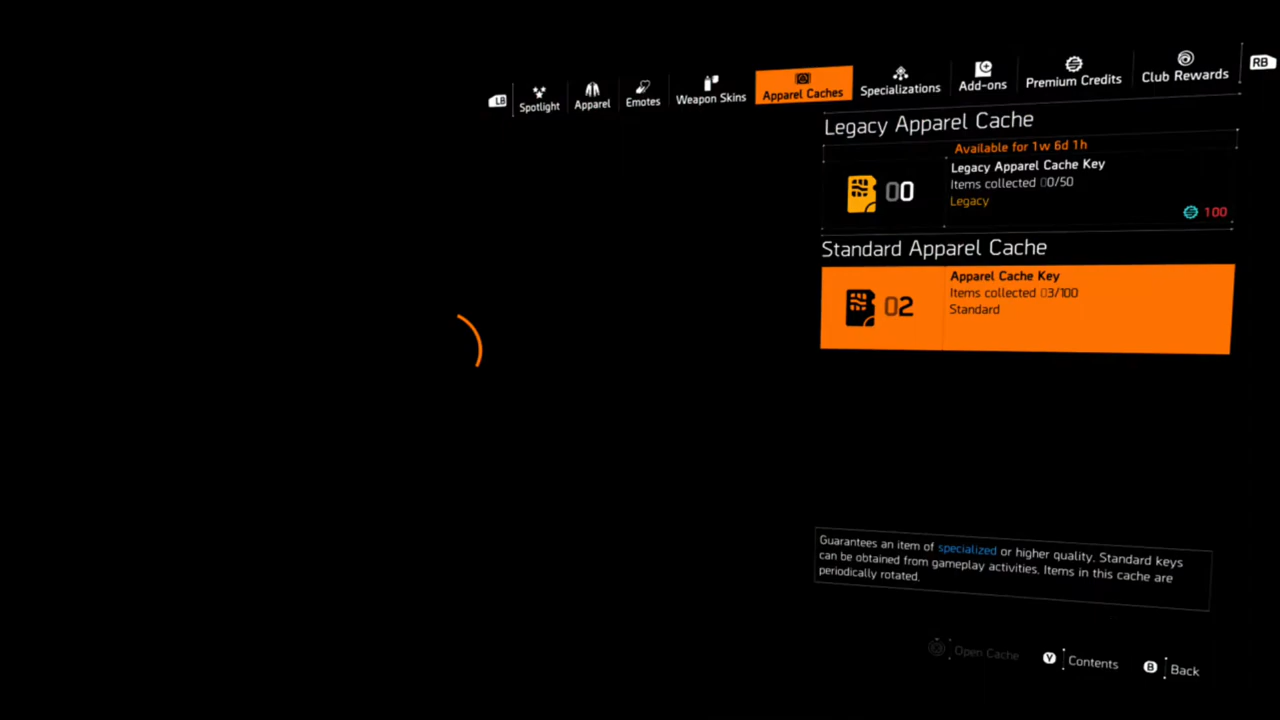 LB
Spotlight
Apparel
Emotes
Weapon Skins
Apparel Caches
Specializations
Add-ons
Premium Credits
Club Rewards
RB
Legacy Apparel Cache
Available for 1w 6d 1h
00
Legacy Apparel Cache Key
Items collected 00/50
Legacy
100
Standard Apparel Cache
02
Apparel Cache Key
Items collected 03/100
Standard
Guarantees an item of specialized or higher quality. Standard keys
can be obtained from gameplay activities. Items in this cache are
periodically rotated.
Open Cache
Y Contents
B Back